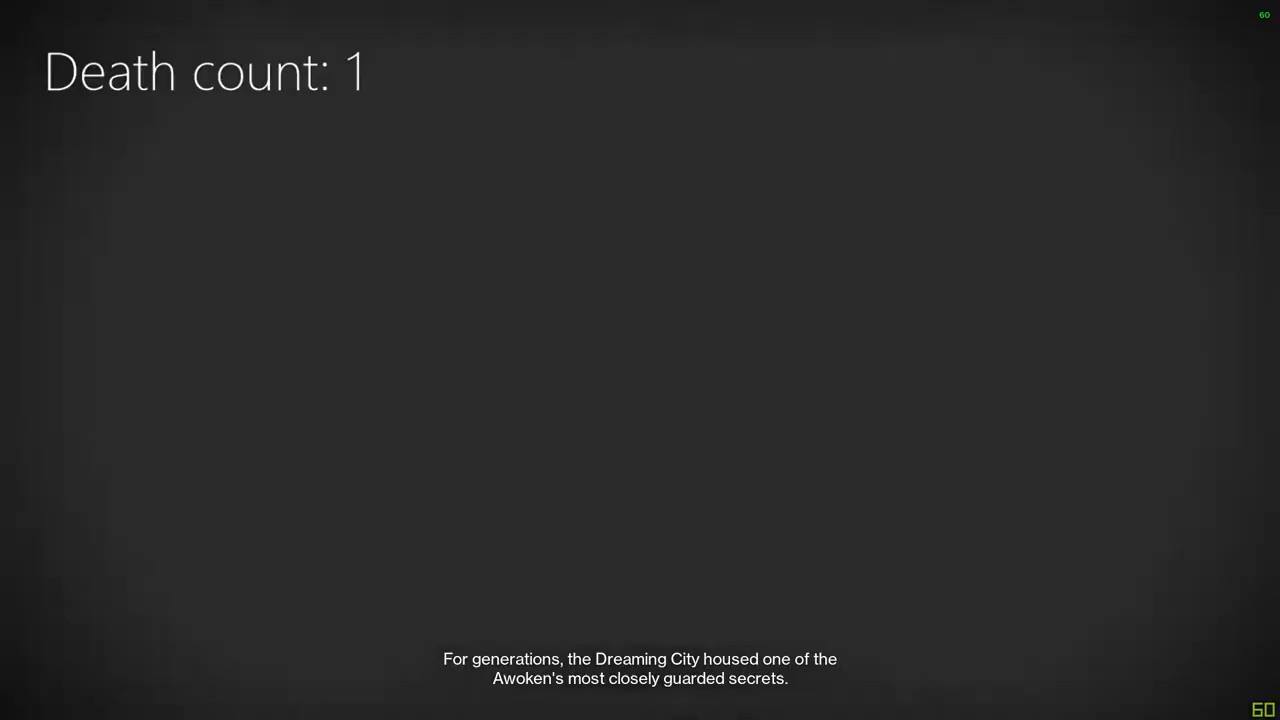 60
Death count: 1
For generations, the Dreaming City housed one of the
Awoken's most closely guarded secrets.
60